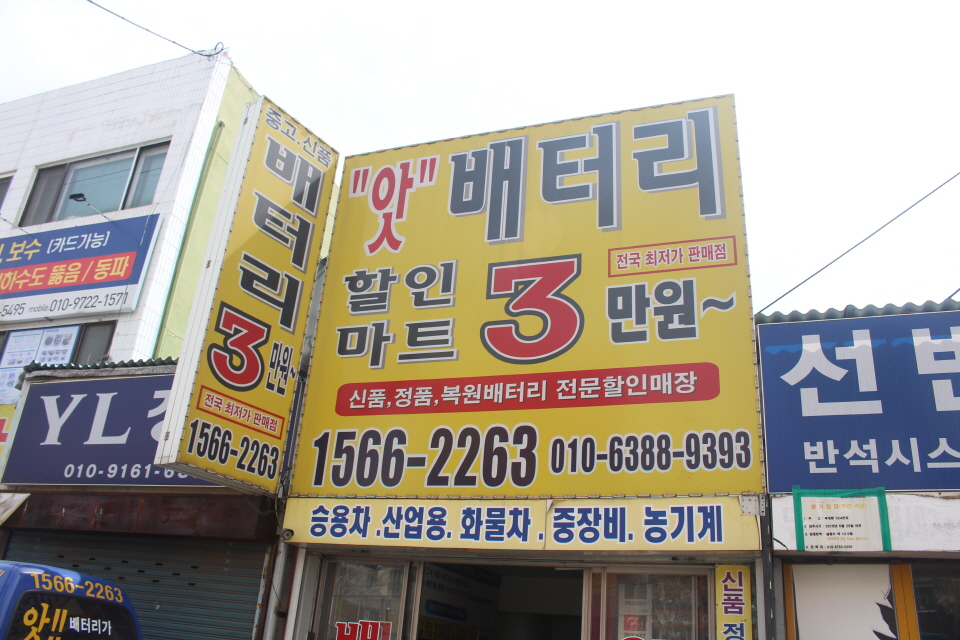 중고.신품
배터리
3만원~
전국 최저가 판매점
1566-2263
"앗" 배터리
할인마트 3만원~
전국 최저가 판매점
신품,정품,복원배터리 전문할인매장
1566-2263 010-6388-9393
승용차.산업용.화물차.중장비.농기계
보수 (카드가능)
하수도 뚫음/동파
-5495 mobile.010-9722-1571
YL
010-9161-6
선
반석시스
1566-2263
앗!! 배터리가
신품 정